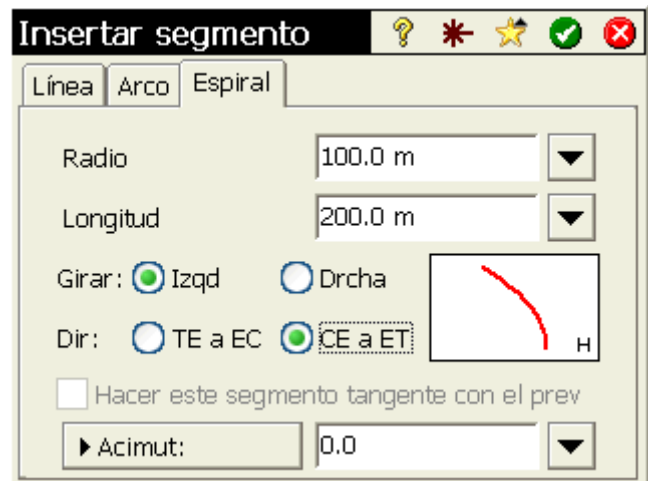 Insertar segmento
Línea Arco Espiral
Radio 100.0 m
Longitud 200.0 m
Girar: Izqd Drcha
Dir: TE a EC CE a ET
H
Hacer este segmento tangente con el prev
Acimut: 0.0